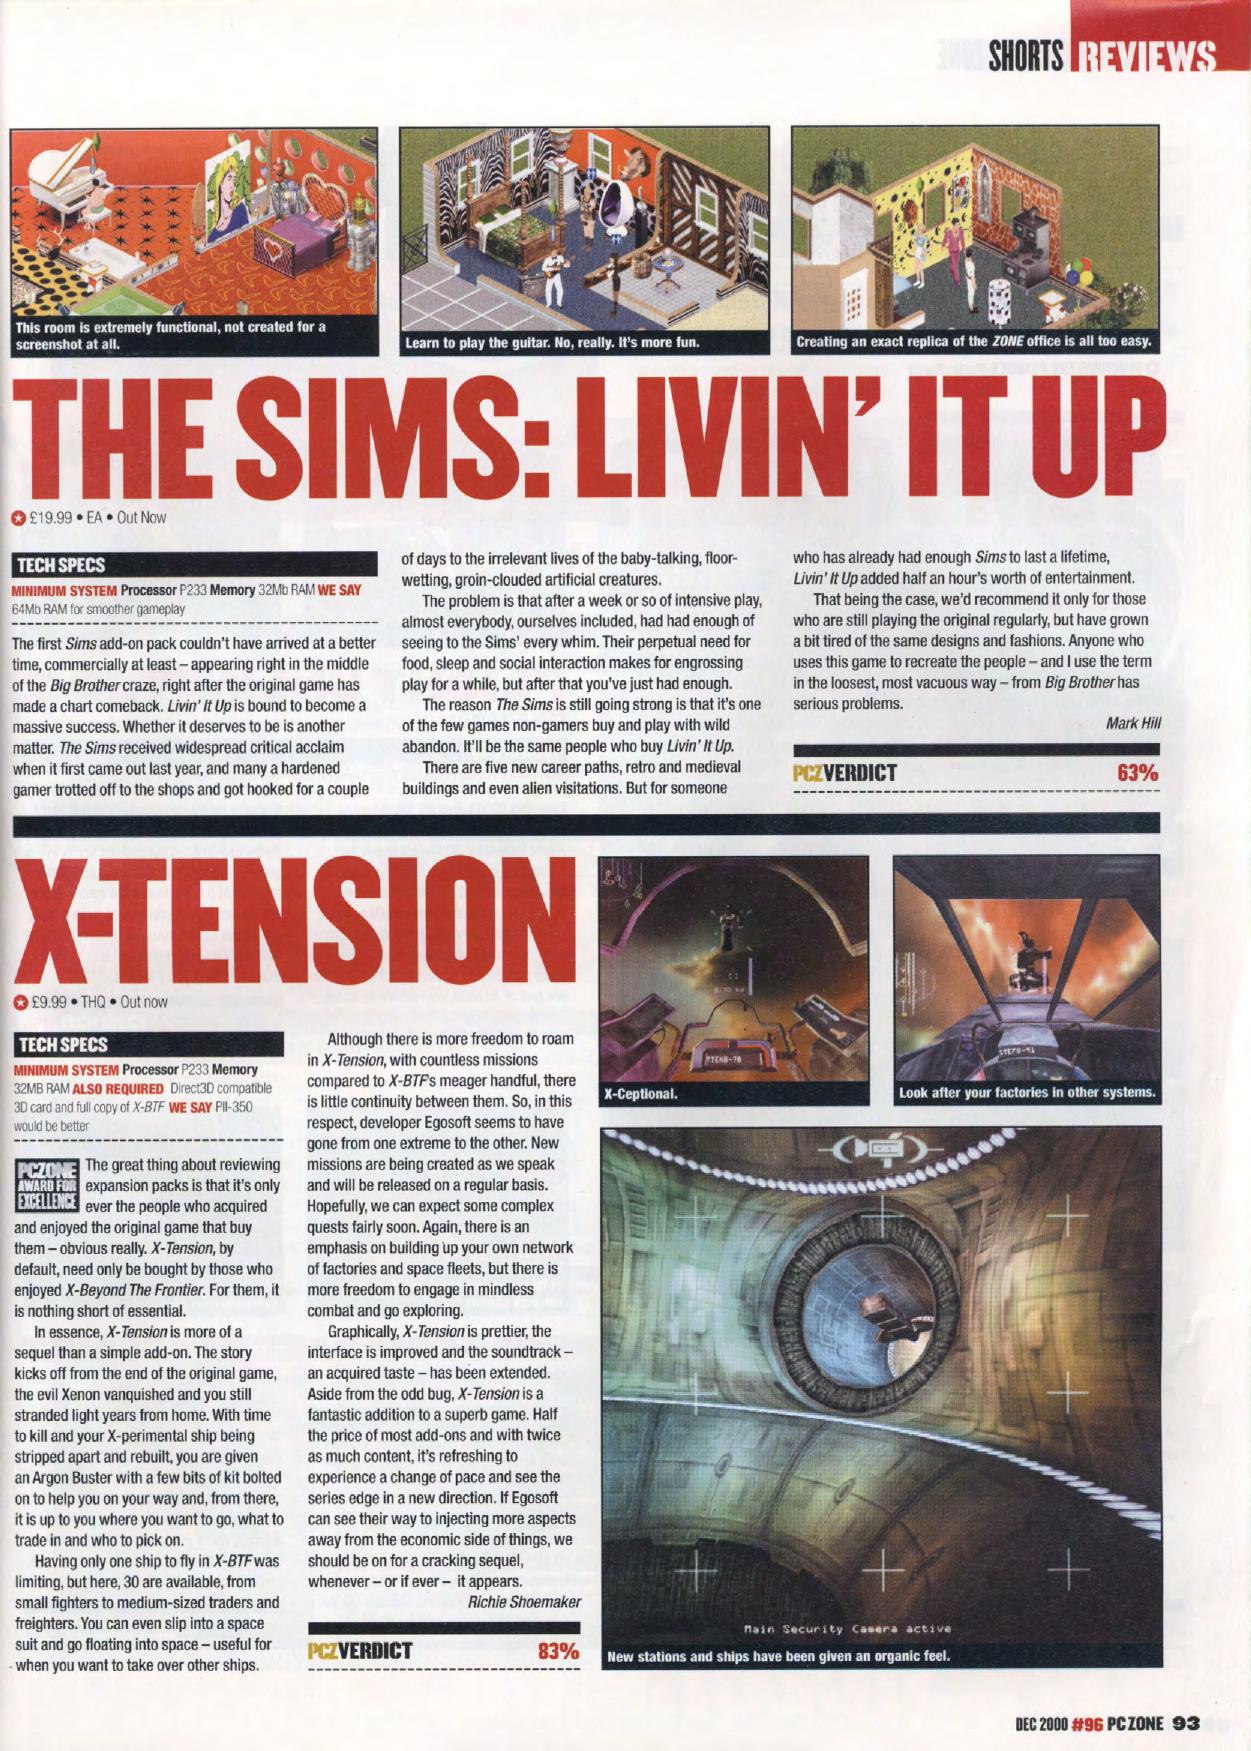 SHORTS REVIEWS
This room is extremely functional, not created for a
screenshot at all.
Learn to play the guitar. No, really. It's more fun.
Creating an exact replica of the ZONE office is all too easy.
THE SIMS: LIVIN' IT UP
£19.99 • EA • Out Now
TECH SPECS
MINIMUM SYSTEM Processor P233 Memory 32Mb RAM WE SAY
64Mb RAM for smoother gameplay
The first Sims add-on pack couldn't have arrived at a better
time, commercially at least – appearing right in the middle
of the Big Brother craze, right after the original game has
made a chart comeback. Livin' It Up is bound to become a
massive success. Whether it deserves to be is another
matter. The Sims received widespread critical acclaim
when it first came out last year, and many a hardened
gamer trotted off to the shops and got hooked for a couple
of days to the irrelevant lives of the baby-talking, floor-
wetting, groin-clouded artificial creatures.
The problem is that after a week or so of intensive play,
almost everybody, ourselves included, had had enough of
seeing to the Sims' every whim. Their perpetual need for
food, sleep and social interaction makes for engrossing
play for a while, but after that you've just had enough.
The reason The Sims is still going strong is that it's one
of the few games non-gamers buy and play with wild
abandon. It'll be the same people who buy Livin' It Up.
There are five new career paths, retro and medieval
buildings and even alien visitations. But for someone
who has already had enough Sims to last a lifetime,
Livin' It Up added half an hour's worth of entertainment.
That being the case, we'd recommend it only for those
who are still playing the original regularly, but have grown
a bit tired of the same designs and fashions. Anyone who
uses this game to recreate the people – and I use the term
in the loosest, most vacuous way – from Big Brother has
serious problems.
Mark Hill
PCZVERDICT 63%
X-TENSION
£9.99 • THQ • Out now
TECH SPECS
MINIMUM SYSTEM Processor P233 Memory
32MB RAM ALSO REQUIRED Direct3D compatible
3D card and full copy of X-BTF WE SAY PII-350
would be better
PCZONE
AWARD FOR
EXCELLENCE
The great thing about reviewing
expansion packs is that it's only
ever the people who acquired
and enjoyed the original game that buy
them – obvious really. X-Tension, by
default, need only be bought by those who
enjoyed X-Beyond The Frontier. For them, it
is nothing short of essential.
In essence, X-Tension is more of a
sequel than a simple add-on. The story
kicks off from the end of the original game,
the evil Xenon vanquished and you still
stranded light years from home. With time
to kill and your X-perimental ship being
stripped apart and rebuilt, you are given
an Argon Buster with a few bits of kit bolted
on to help you on your way and, from there,
it is up to you where you want to go, what to
trade in and who to pick on.
Having only one ship to fly in X-BTF was
limiting, but here, 30 are available, from
small fighters to medium-sized traders and
freighters. You can even slip into a space
suit and go floating into space – useful for
when you want to take over other ships.
Although there is more freedom to roam
in X-Tension, with countless missions
compared to X-BTF's meager handful, there
is little continuity between them. So, in this
respect, developer Egosoft seems to have
gone from one extreme to the other. New
missions are being created as we speak
and will be released on a regular basis.
Hopefully, we can expect some complex
quests fairly soon. Again, there is an
emphasis on building up your own network
of factories and space fleets, but there is
more freedom to engage in mindless
combat and go exploring.
Graphically, X-Tension is prettier, the
interface is improved and the soundtrack –
an acquired taste – has been extended.
Aside from the odd bug, X-Tension is a
fantastic addition to a superb game. Half
the price of most add-ons and with twice
as much content, it's refreshing to
experience a change of pace and see the
series edge in a new direction. If Egosoft
can see their way to injecting more aspects
away from the economic side of things, we
should be on for a cracking sequel,
whenever – or if ever – it appears.
Richie Shoemaker
PCZVERDICT 83%
X-Ceptional.
Look after your factories in other systems.
Main Security Camera active
New stations and ships have been given an organic feel.
DEC 2000 #96 PC ZONE 93